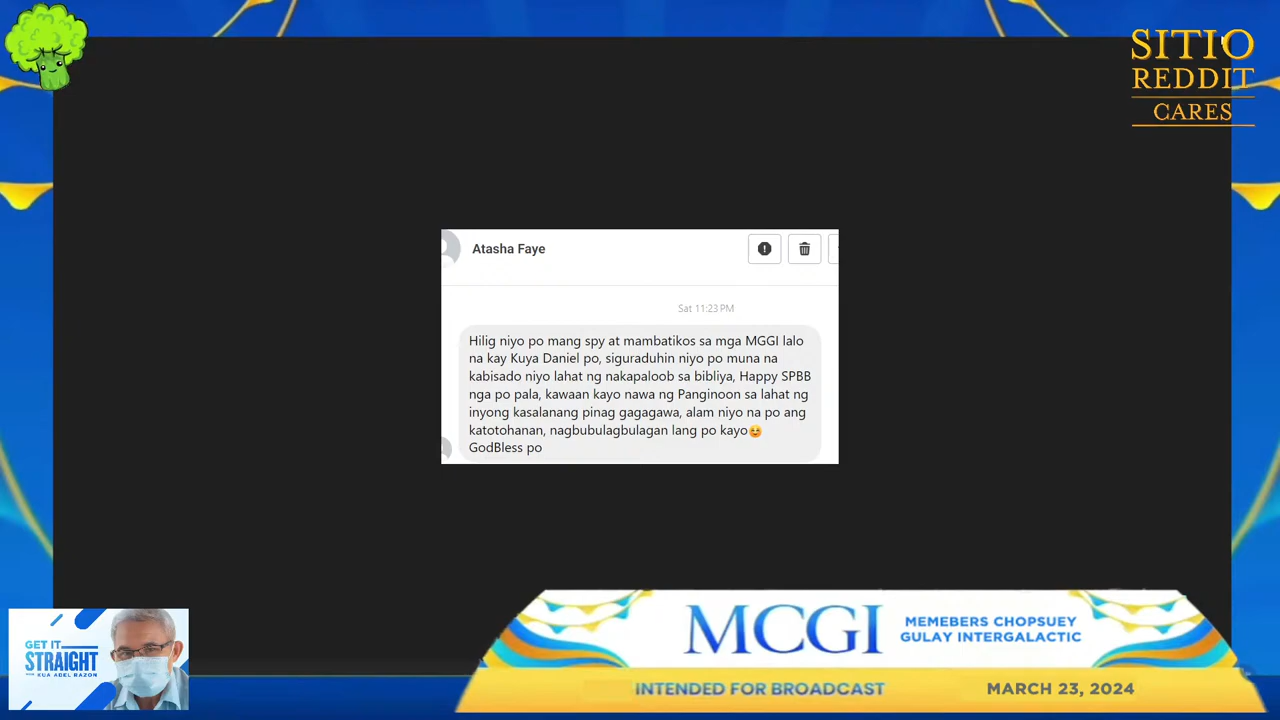 SITIO
REDDIT
CARES
Atasha Faye
Sat 11:23 PM
Hilig niyo po mang spy at mambatikos sa mga MGGI lalo
na kay Kuya Daniel po, siguraduhin niyo po muna na
kabisado niyo lahat ng nakapaloob sa bibliya, Happy SPBB
nga po pala, kawaan kayo nawa ng Panginoon sa lahat ng
inyong kasalanang pinag gagagawa, alam niyo na po ang
katotohanan, nagbubulagbulagan lang po kayo😊
GodBless po
GET IT
STRAIGHT
KUA ADEL BAZON
MCGI
MEMEBERS CHOPSUEY
GULAY INTERGALACTIC
INTENDED FOR BROADCAST
MARCH 23, 2024